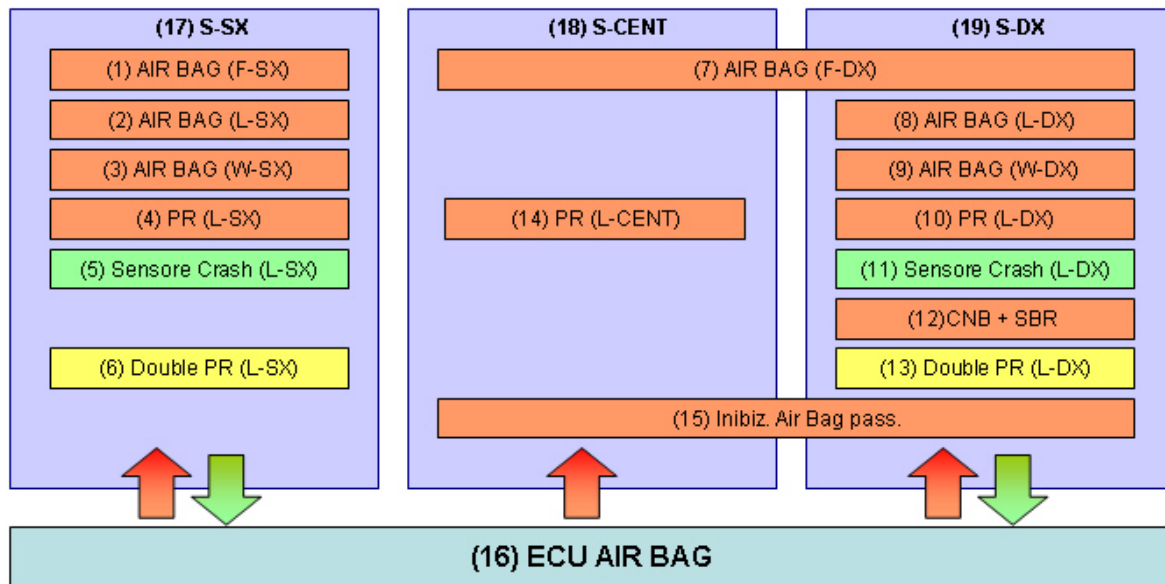 (17) S-SX
(1) AIR BAG (F-SX)
(2) AIR BAG (L-SX)
(3) AIR BAG (W-SX)
(4) PR (L-SX)
(5) Sensore Crash (L-SX)
(6) Double PR (L-SX)
(18) S-CENT
(19) S-DX
(7) AIR BAG (F-DX)
(8) AIR BAG (L-DX)
(9) AIR BAG (W-DX)
(14) PR (L-CENT)
(10) PR (L-DX)
(11) Sensore Crash (L-DX)
(12)CNB + SBR
(13) Double PR (L-DX)
(15) Inibiz. Air Bag pass.
(16) ECU AIR BAG